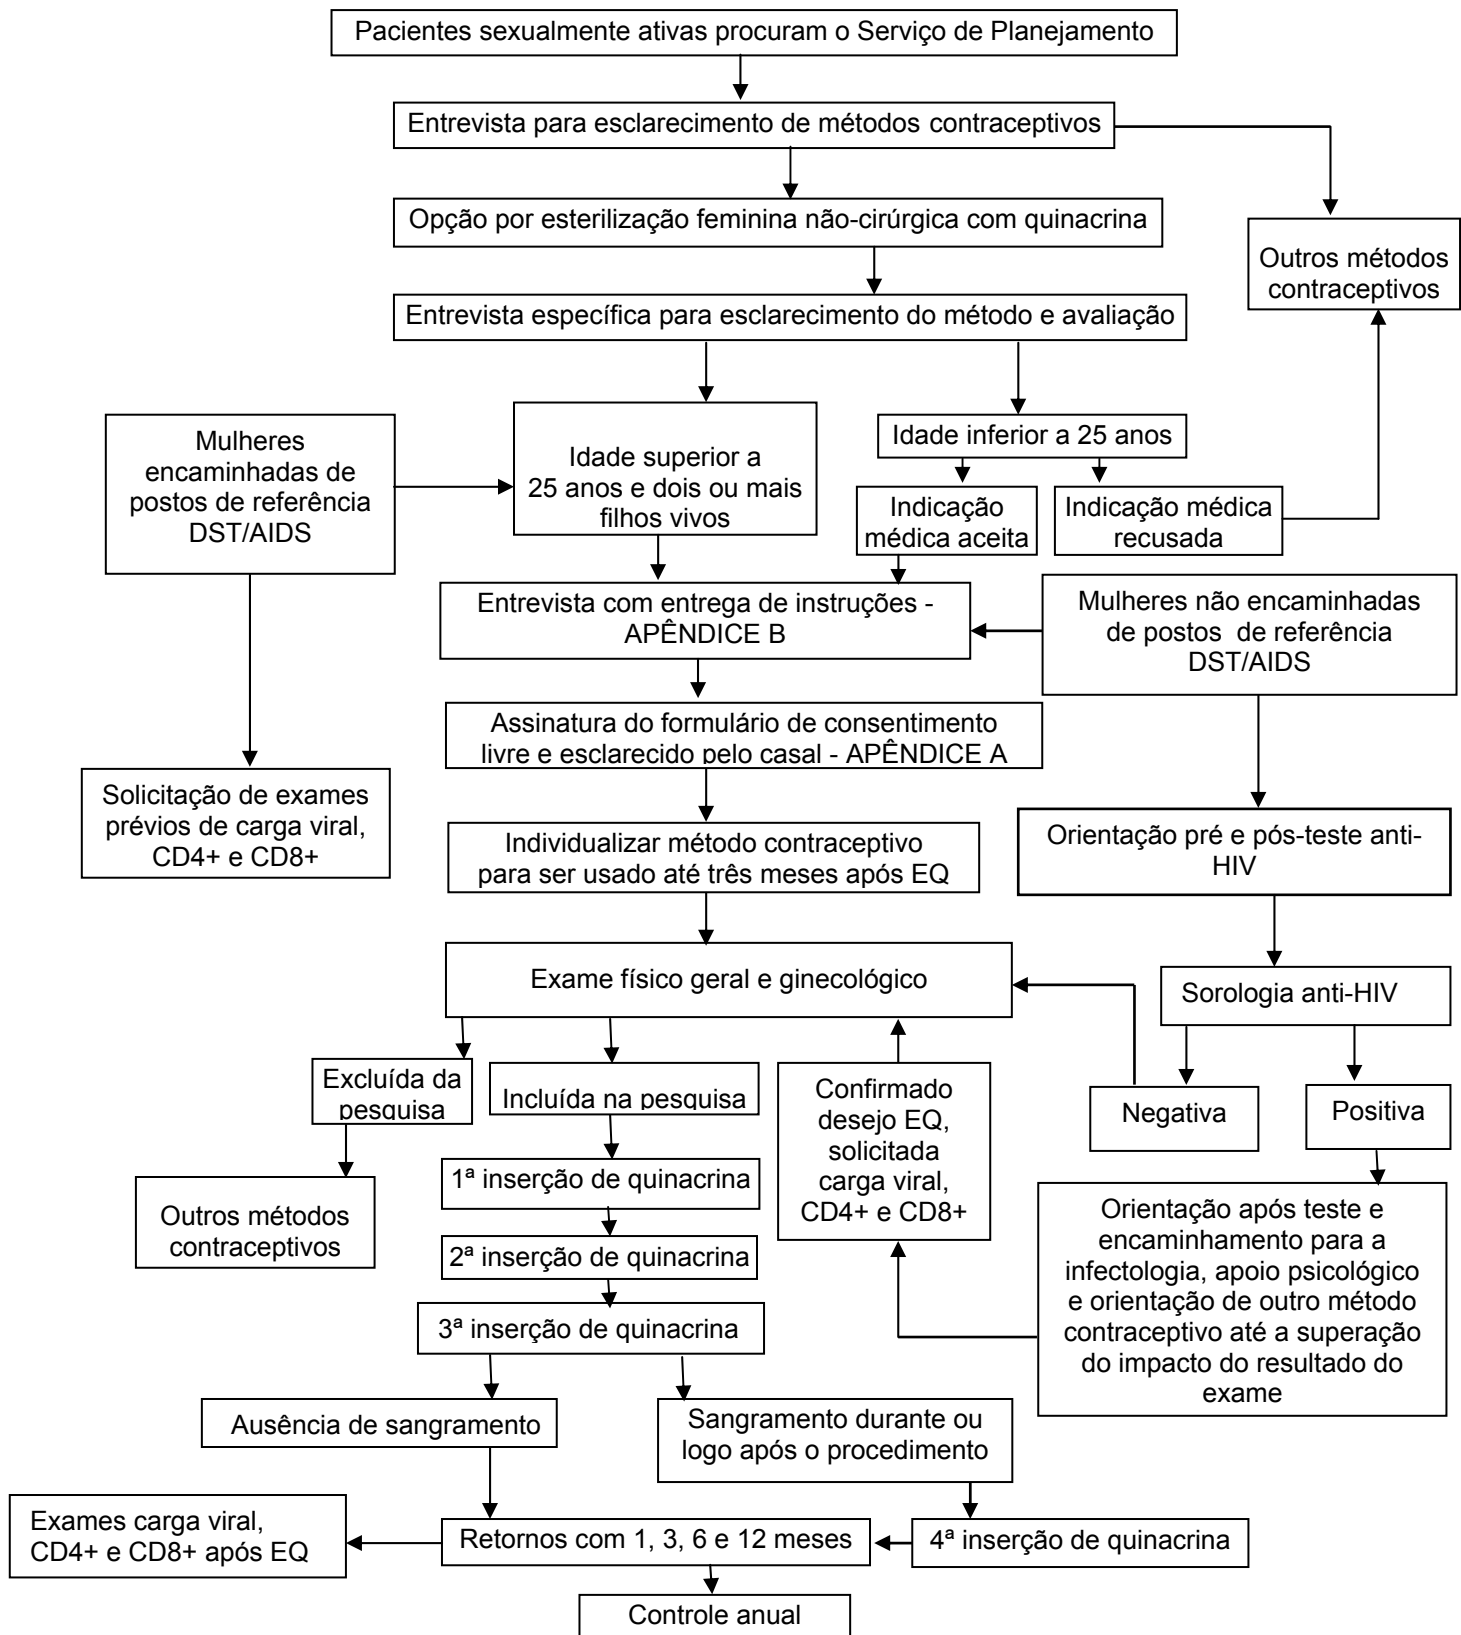 Pacientes sexualmente ativas procuram o Serviço de Planejamento
Entrevista para esclarecimento de métodos contraceptivos
Opção por esterilização feminina não-cirúrgica com quinacrina
Outros métodos
contraceptivos
Entrevista específica para esclarecimento do método e avaliação
Mulheres
encaminhadas de
postos de referência
DST/AIDS
Idade superior a
25 anos e dois ou mais
filhos vivos
Idade inferior a 25 anos
Indicação
médica aceita
Indicação médica
recusada
Entrevista com entrega de instruções -
APÊNDICE B
Mulheres não encaminhadas
de postos de referência
DST/AIDS
Assinatura do formulário de consentimento
livre e esclarecido pelo casal - APÊNDICE A
Solicitação de exames
prévios de carga viral,
CD4+ e CD8+
Individualizar método contraceptivo
para ser usado até três meses após EQ
Orientação pré e pós-teste anti-
HIV
Exame físico geral e ginecológico
Sorologia anti-HIV
Excluída da
pesquisa
Incluída na pesquisa
Confirmado
desejo EQ,
solicitada
carga viral,
CD4+ e CD8+
Negativa
Positiva
Outros métodos
contraceptivos
1ª inserção de quinacrina
2ª inserção de quinacrina
3ª inserção de quinacrina
Orientação após teste e
encaminhamento para a
infectologia, apoio psicológico
e orientação de outro método
contraceptivo até a superação
do impacto do resultado do
exame
Ausência de sangramento
Sangramento durante ou
logo após o procedimento
Exames carga viral,
CD4+ e CD8+ após EQ
Retornos com 1, 3, 6 e 12 meses
4ª inserção de quinacrina
Controle anual